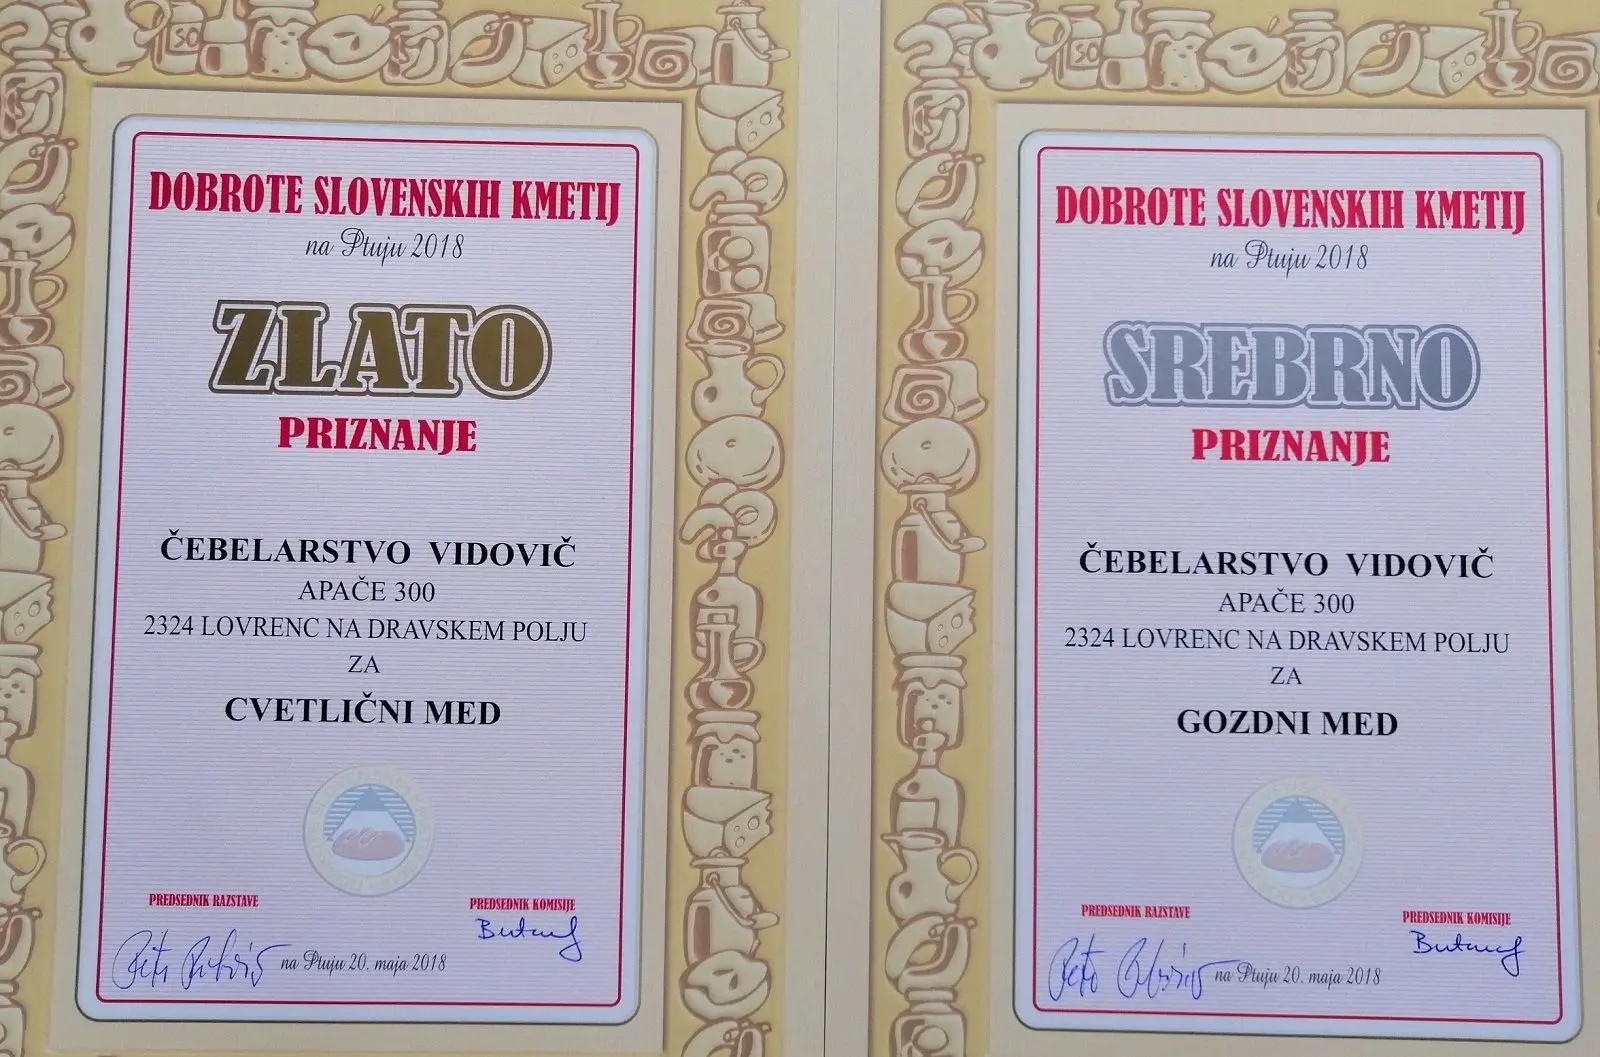 DOBROTE SLOVENSKIH KMETIJ
na Ptuju 2018
ZLATO
PRIZNANJE
ČEBELARSTVO VIDOVIČ
APAČE 300
2324 LOVRENC NA DRAVSKEM POLJU
ZA
CVETLIČNI MED
PREDSEDNIK RAZSTAVE
PREDSEDNIK KOMISIJE
na Ptuju 20. maja 2018
DOBROTE SLOVENSKIH KMETIJ
na Ptuju 2018
SREBRNO
PRIZNANJE
ČEBELARSTVO VIDOVIČ
APAČE 300
2324 LOVRENC NA DRAVSKEM POLJU
ZA
GOZDNI MED
PREDSEDNIK RAZSTAVE
PREDSEDNIK KOMISIJE
na Ptuju 20. maja 2018